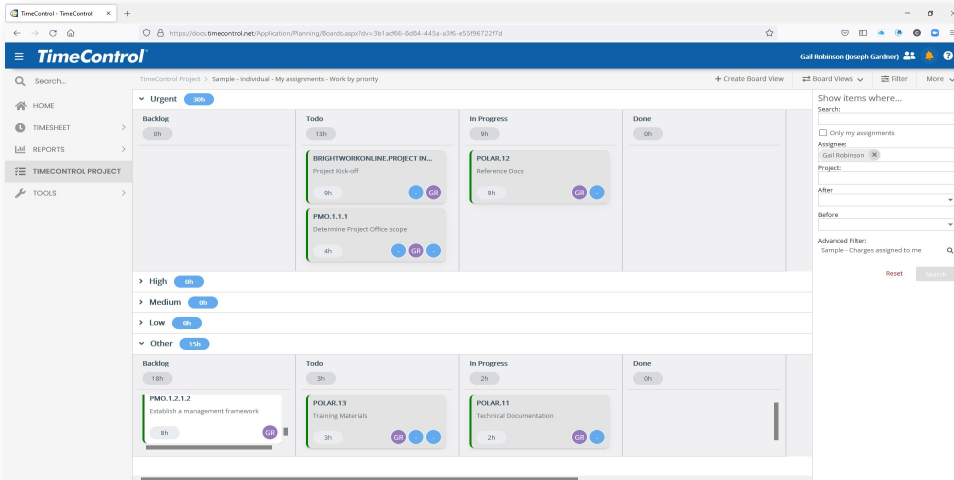 TimeControl - TimeControl
https://docs.timecontrol.net/Application/Planning/Boards.aspx?dv=3b1acf66-8d84-445a-a3f6-e55f96722f7d
TimeControl
Gail Robinson (Joseph Gardner)
Search...
HOME
TIMESHEET
REPORTS
TIMECONTROL PROJECT
TOOLS
TimeControl Project > Sample - Individual - My assignments - Work by priority
+ Create Board View
Board Views
Filter
More
Urgent 30h
Backlog
0h
Todo
13h
BRIGHTWORKONLINE.PROJECT IN...
Project Kick-off
9h - GR
PMO.1.1.1
Determine Project Office scope
4h - GR -
In Progress
9h
POLAR.12
Reference Docs
9h GR -
Done
0h
High 0h
Medium 0h
Low 0h
Other 15h
Backlog
18h
PMO.1.2.1.2
Establish a management framework
8h GR
Todo
3h
POLAR.13
Training Materials
3h GR - -
In Progress
2h
POLAR.11
Technical Documentation
2h GR -
Done
0h
Show items where...
Search:
Only my assignments
Assignee:
Gail Robinson ×
Project:
After
Before
Advanced Filter:
Sample - Charges assigned to me
Reset Search